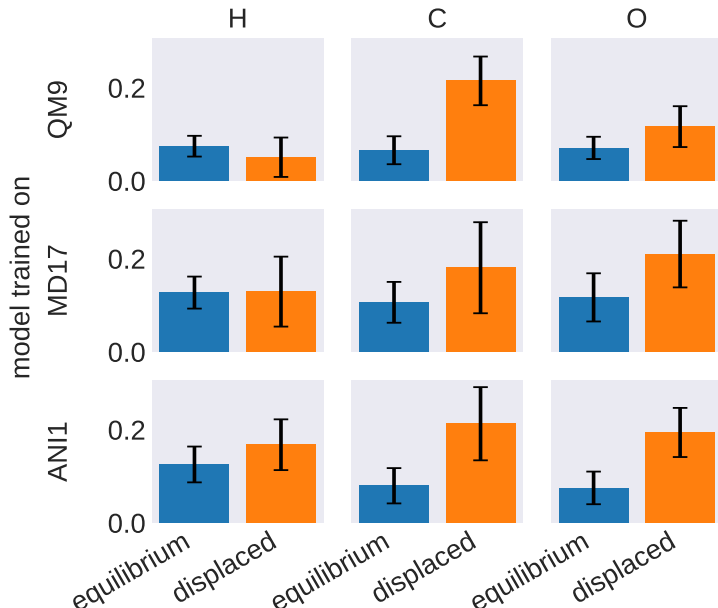 H C O
QM9
0.2
0.0
model trained on
MD17
0.2
0.0
ANI1
0.2
0.0
equilibrium displaced equilibrium displaced equilibrium displaced